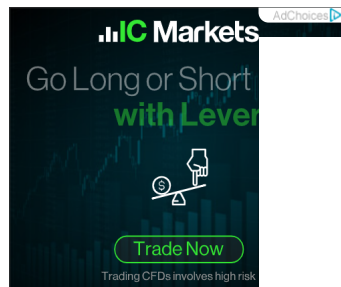 AdChoices
IC Markets
Go Long or Short
with Lever
$
Trade Now
Trading CFDs involves high risk